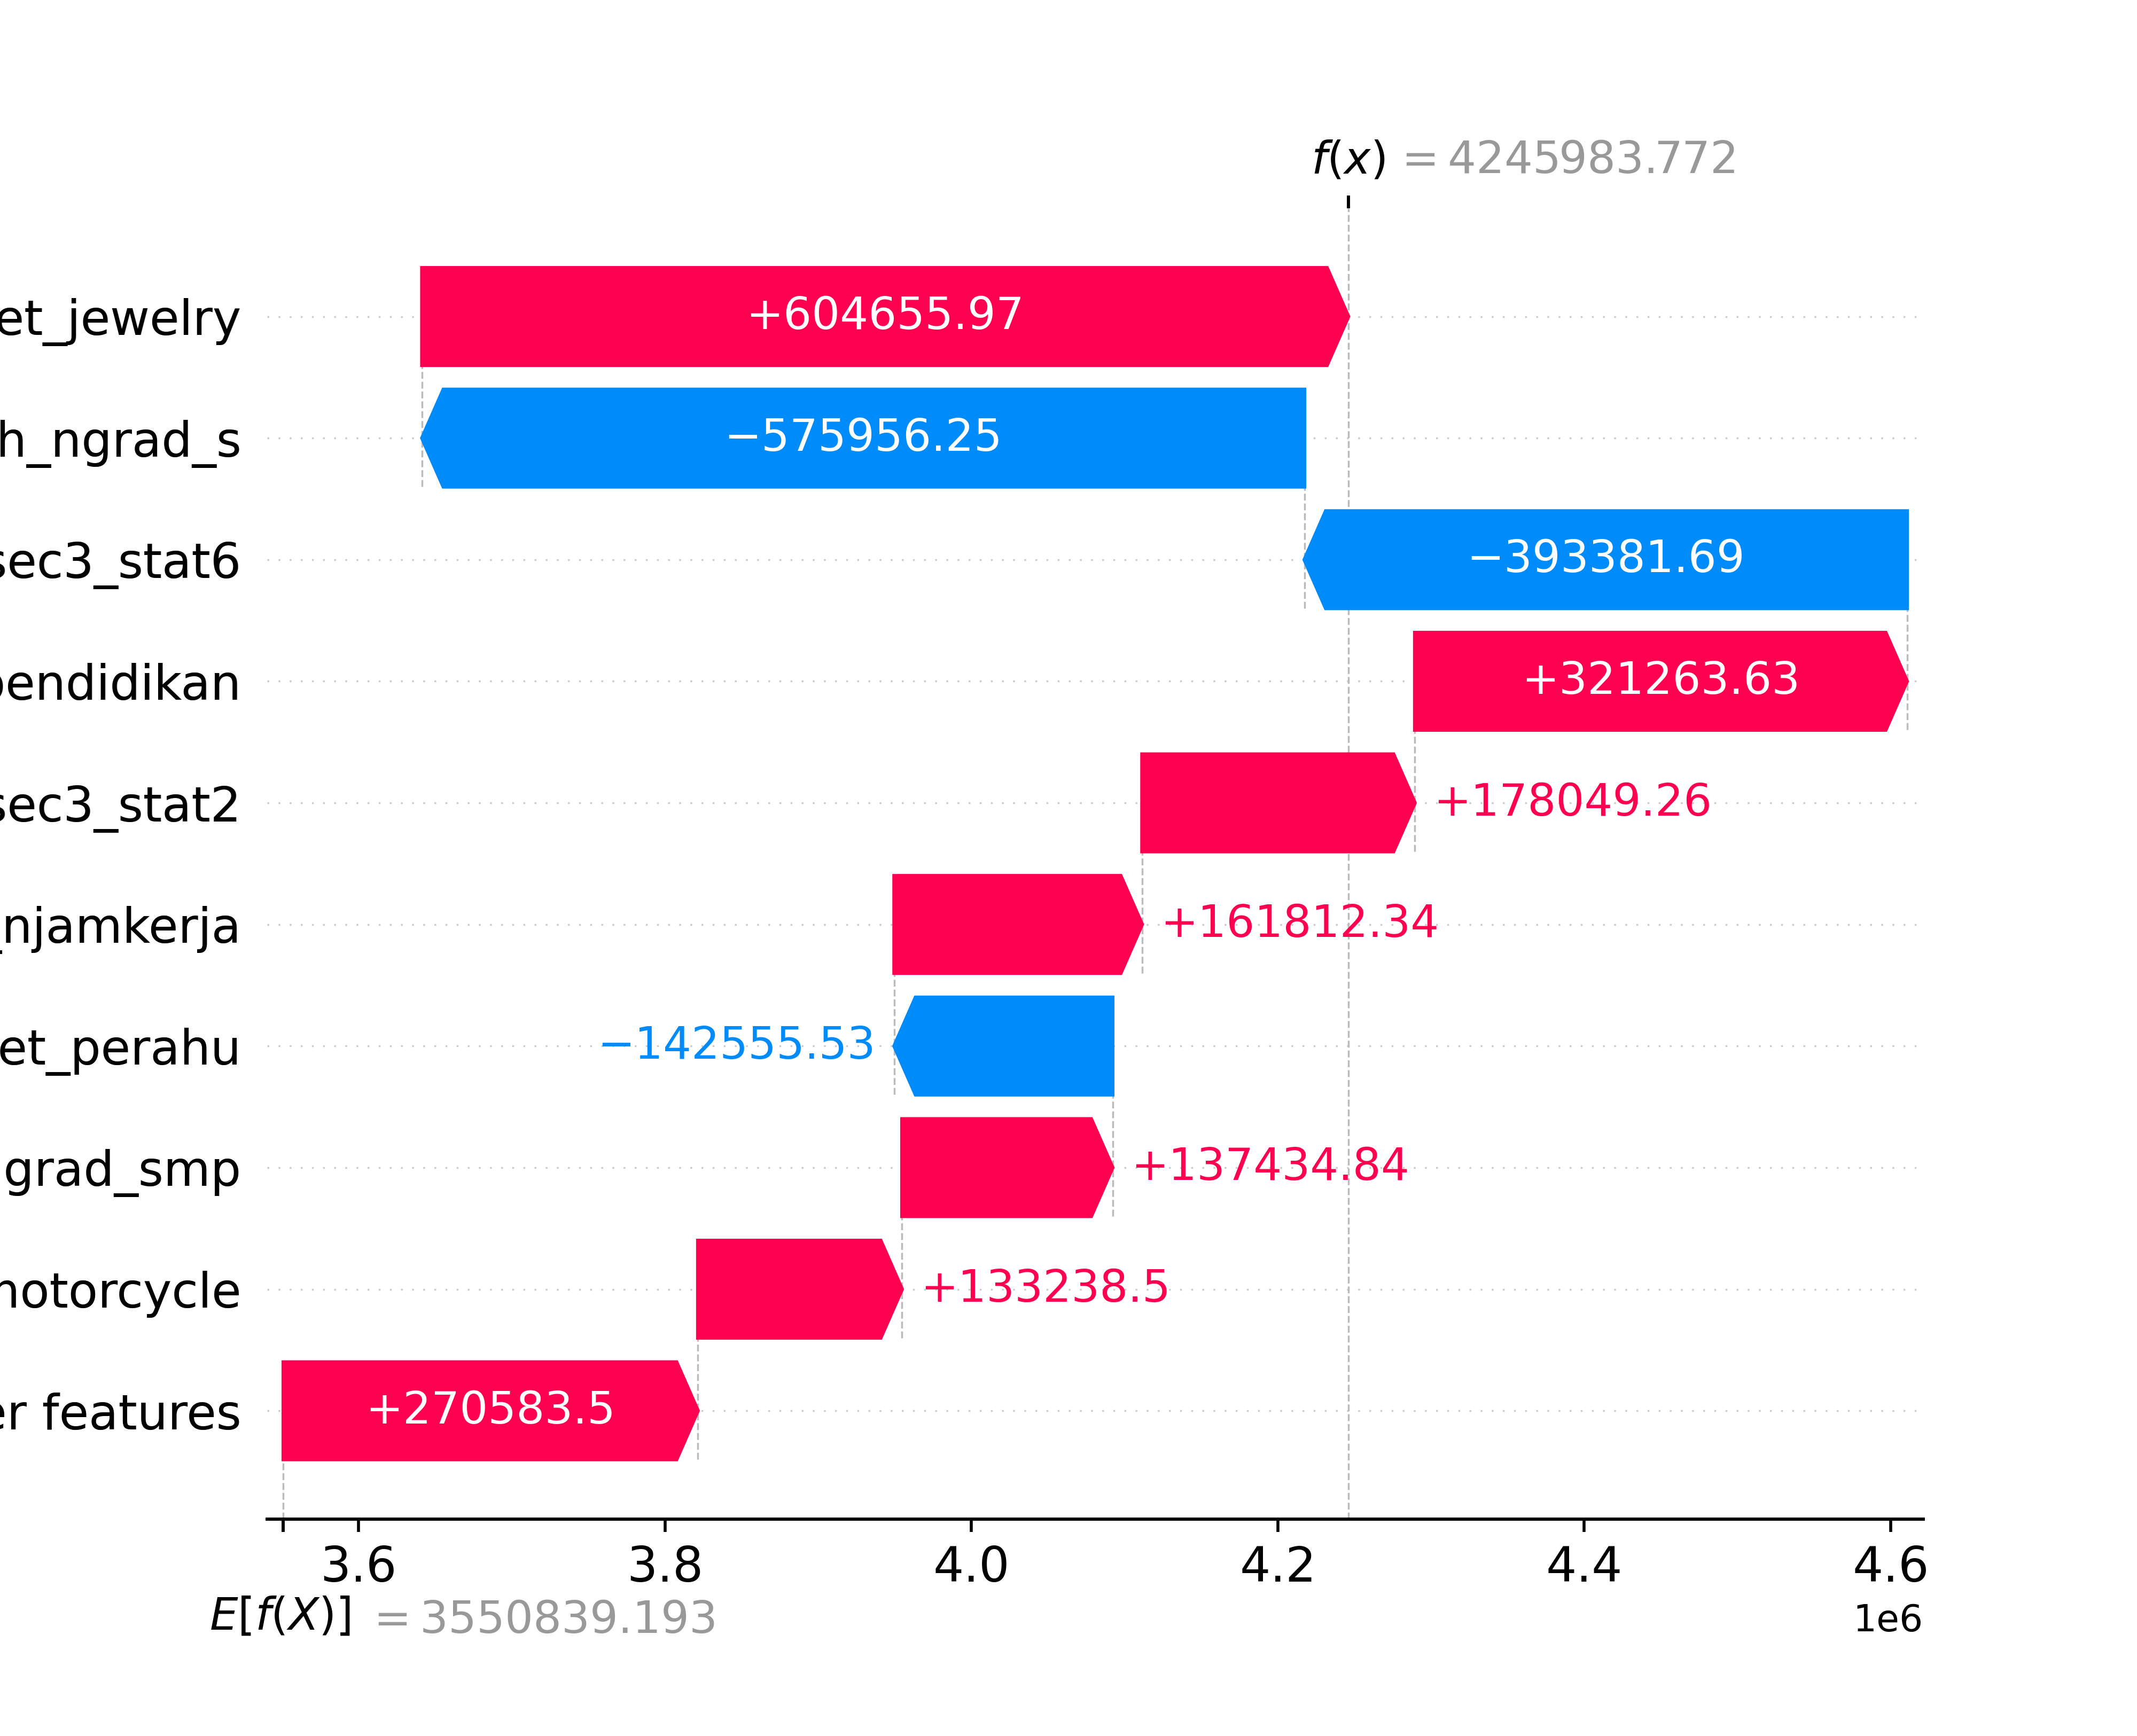 f(x) = 4245983.772
et_jewelry +604655.97
h_ngrad_s −575956.25
sec3_stat6 −393381.69
pendidikan +321263.63
sec3_stat2 +178049.26
_njamkerja +161812.34
et_perahu −142555.53
grad_smp +137434.84
motorcycle +133238.5
er features +270583.5
3.6 3.8 4.0 4.2 4.4 4.6
E[f(X)] = 3550839.193 1e6